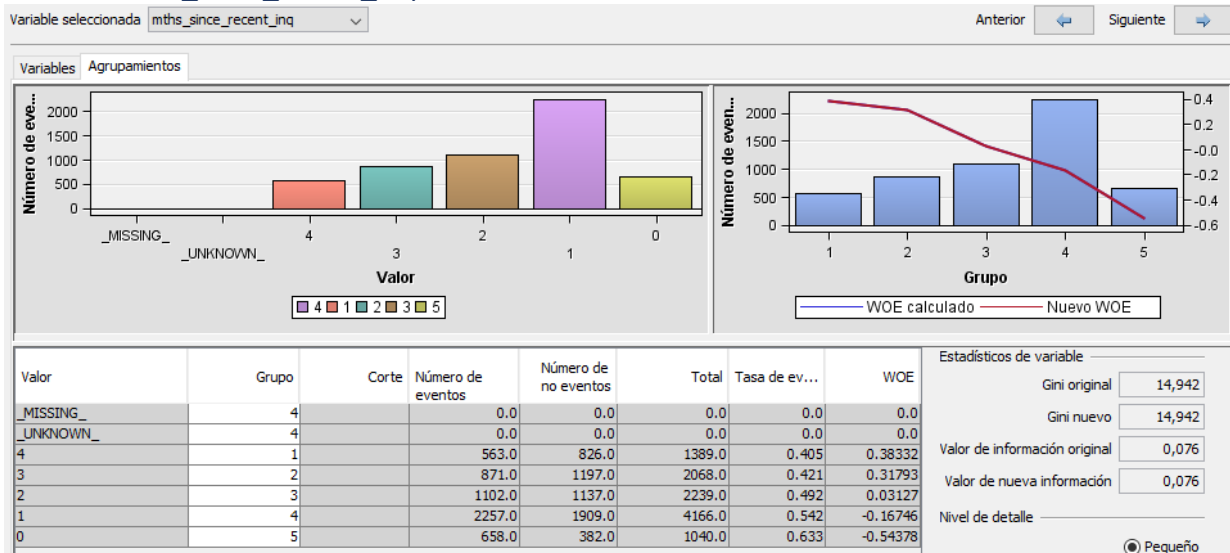 Variable seleccionada mths_since_recent_inq Anterior Siguiente
Variables Agrupamientos
Número de eve...
2000
1500
1000
500
0
_MISSING_ 4 2 0
_UNKNOWN_ 3 1
Valor
4 1 2 3 5
Número de even...
2000
1500
1000
500
0
0.4
0.2
-0.0
-0.2
-0.4
-0.6
1 2 3 4 5
Grupo
WOE calculado Nuevo WOE
Valor Grupo Corte Número de eventos Número de no eventos Total Tasa de ev... WOE
_MISSING_ 4 0.0 0.0 0.0 0.0 0.0
_UNKNOWN_ 4 0.0 0.0 0.0 0.0 0.0
4 1 563.0 826.0 1389.0 0.405 0.38332
3 2 871.0 1197.0 2068.0 0.421 0.31793
2 3 1102.0 1137.0 2239.0 0.492 0.03127
1 4 2257.0 1909.0 4166.0 0.542 -0.16746
0 5 658.0 382.0 1040.0 0.633 -0.54378
Estadísticos de variable
Gini original 14,942
Gini nuevo 14,942
Valor de información original 0,076
Valor de nueva información 0,076
Nivel de detalle
Pequeño